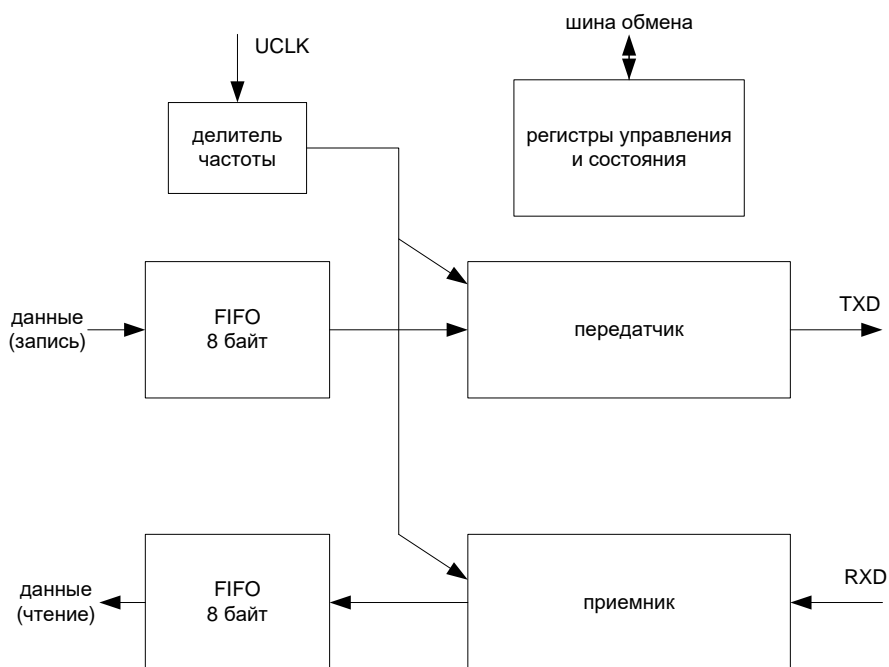 шина обмена
UCLK
делитель
частоты
регистры управления
и состояния
данные
(запись)
FIFO
8 байт
передатчик
TXD
данные
(чтение)
FIFO
8 байт
приемник
RXD